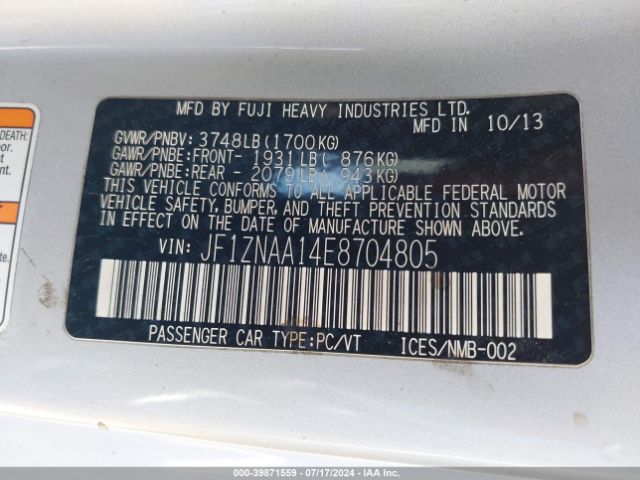 MFD BY FUJI HEAVY INDUSTRIES LTD.
MFD IN 10/13
GVWR/PNBV: 3748LB(1700KG)
GAWR/PNBE:FRONT- 1931LB( 876KG)
GAWR/PNBE:REAR - 2079LB( 943KG)
THIS VEHICLE CONFORMS TO ALL APPLICABLE FEDERAL MOTOR
VEHICLE SAFETY, BUMPER, AND THEFT PREVENTION STANDARDS
IN EFFECT ON THE DATE OF MANUFACTURE SHOWN ABOVE.
VIN: JF1ZNAA14E8704805
PASSENGER CAR TYPE:PC/VT ICES/NMB-002
DEATH:
or.
in.
000-39871559 - 07/17/2024 - IAA Inc.